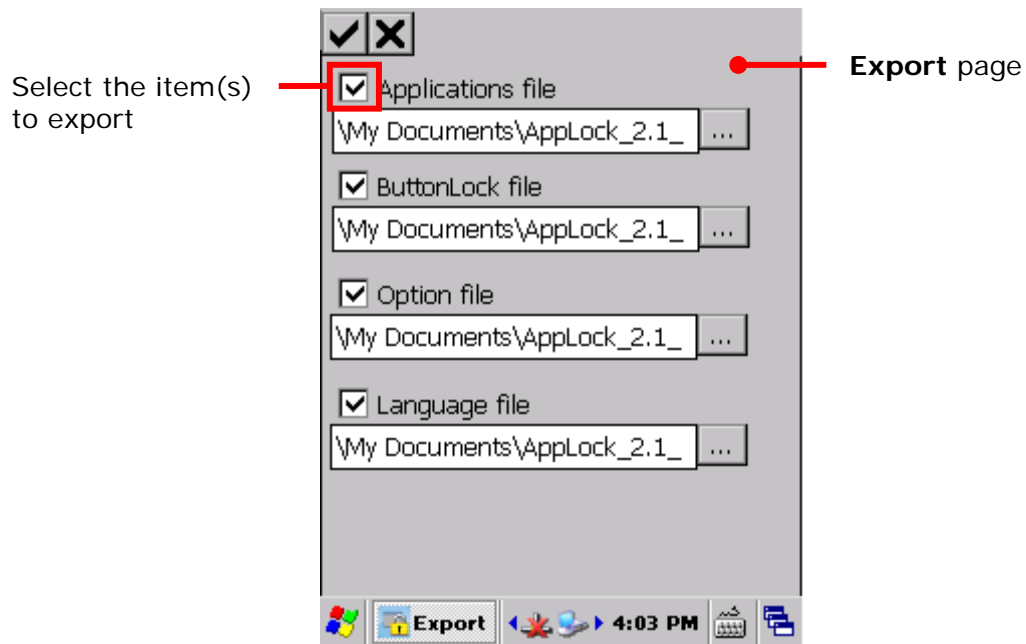 Select the item(s)
to export
Export page
Applications file
\My Documents\AppLock_2.1_
...
ButtonLock file
\My Documents\AppLock_2.1_
...
Option file
\My Documents\AppLock_2.1_
...
Language file
\My Documents\AppLock_2.1_
...
Export 4:03 PM